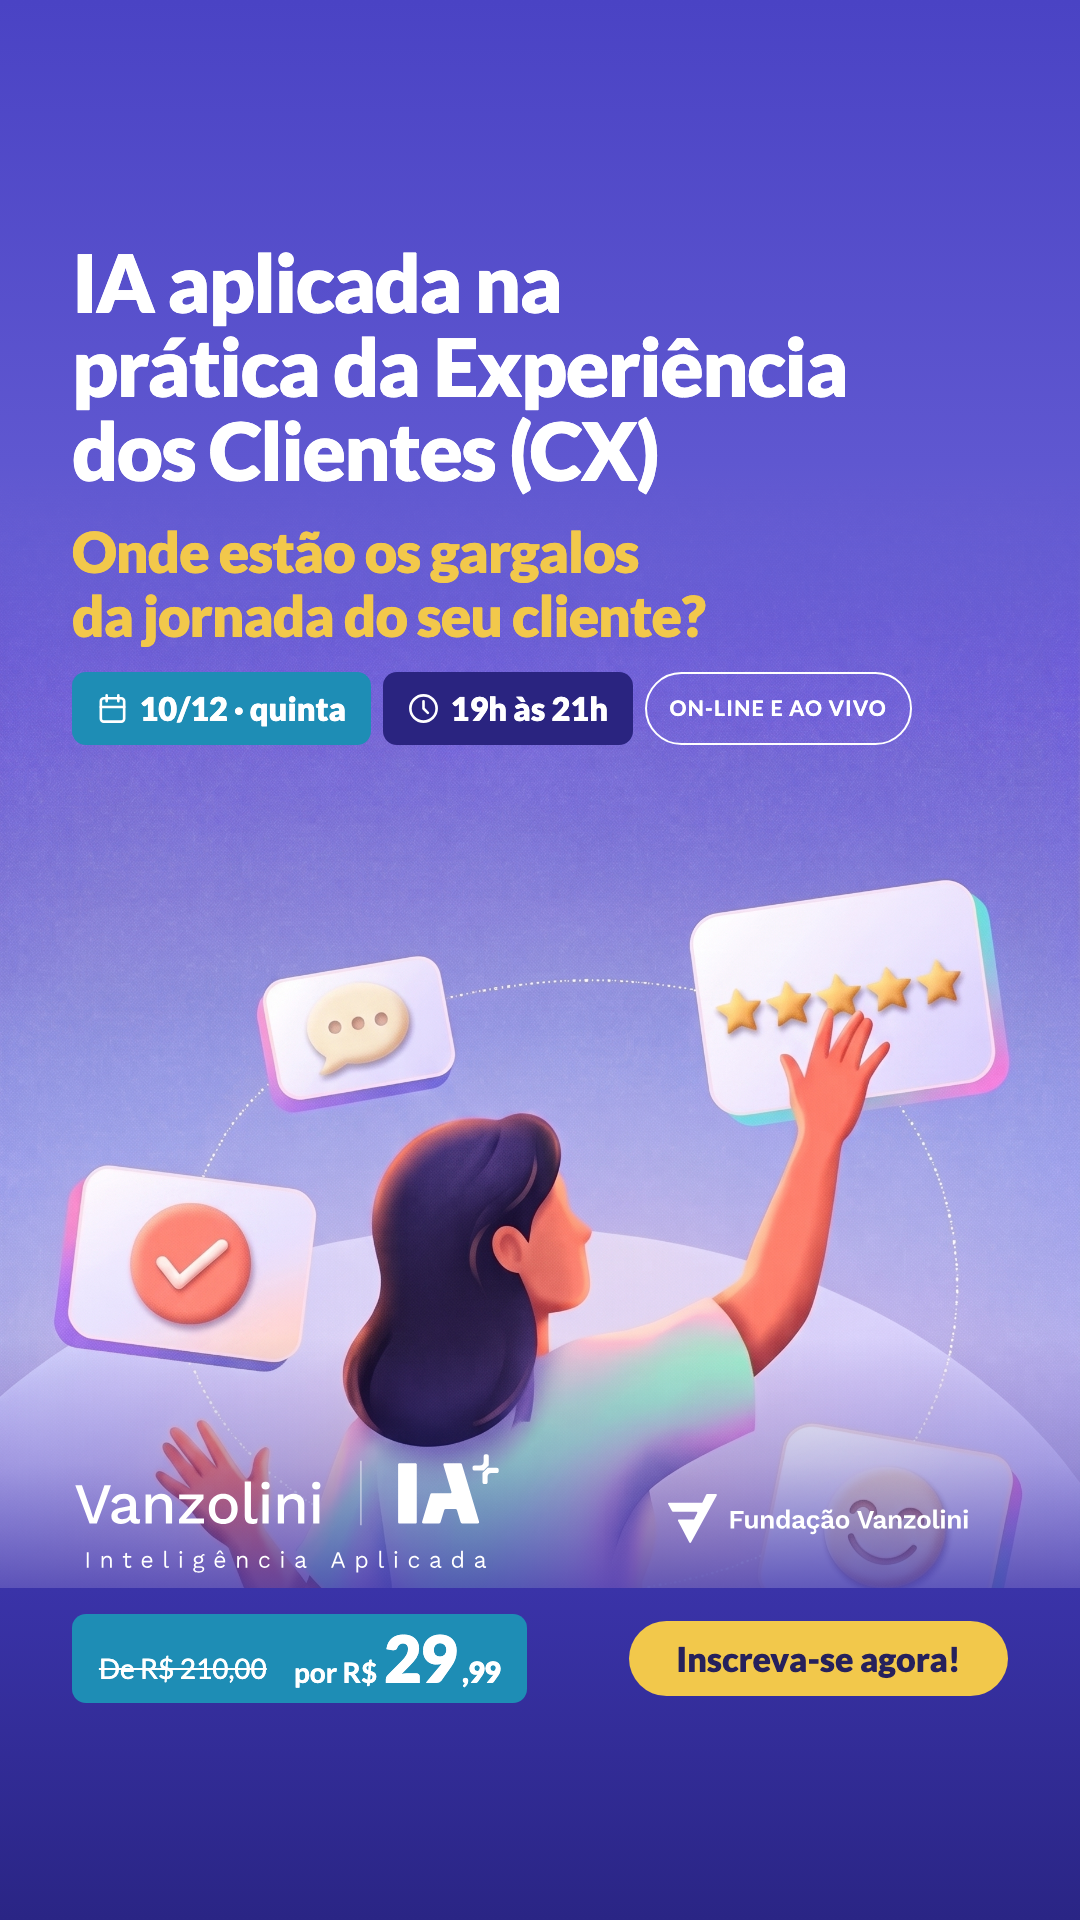 IA aplicada na
prática da Experiência
dos Clientes (CX)
Onde estão os gargalos
da jornada do seu cliente?
10/12 · quinta
19h às 21h
ON-LINE E AO VIVO
Vanzolini | IA+
Inteligência Aplicada
Fundação Vanzolini
De R$ 210,00 por R$ 29,99
Inscreva-se agora!